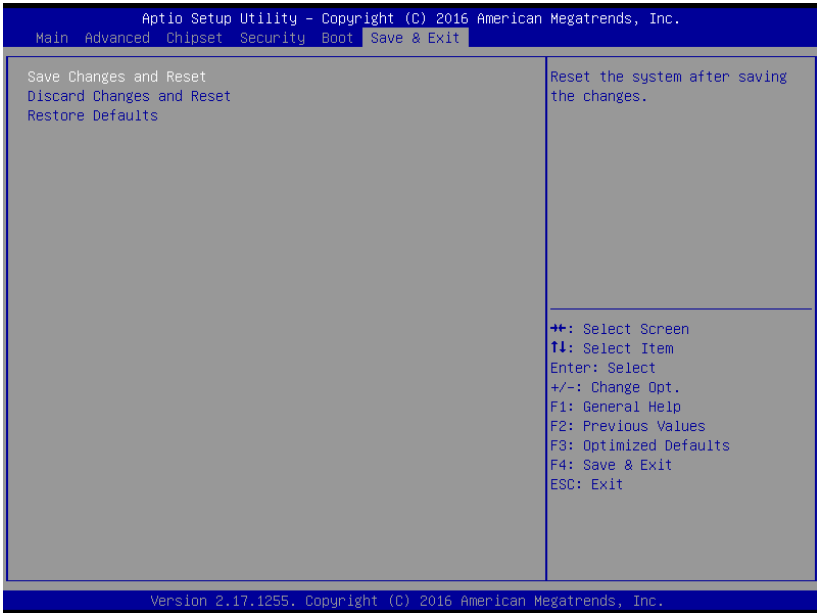 Aptio Setup Utility – Copyright (C) 2016 American Megatrends, Inc.
Main Advanced Chipset Security Boot Save & Exit
Save Changes and Reset
Discard Changes and Reset
Restore Defaults
Reset the system after saving
the changes.
→←: Select Screen
↑↓: Select Item
Enter: Select
+/-: Change Opt.
F1: General Help
F2: Previous Values
F3: Optimized Defaults
F4: Save & Exit
ESC: Exit
Version 2.17.1255. Copyright (C) 2016 American Megatrends, Inc.